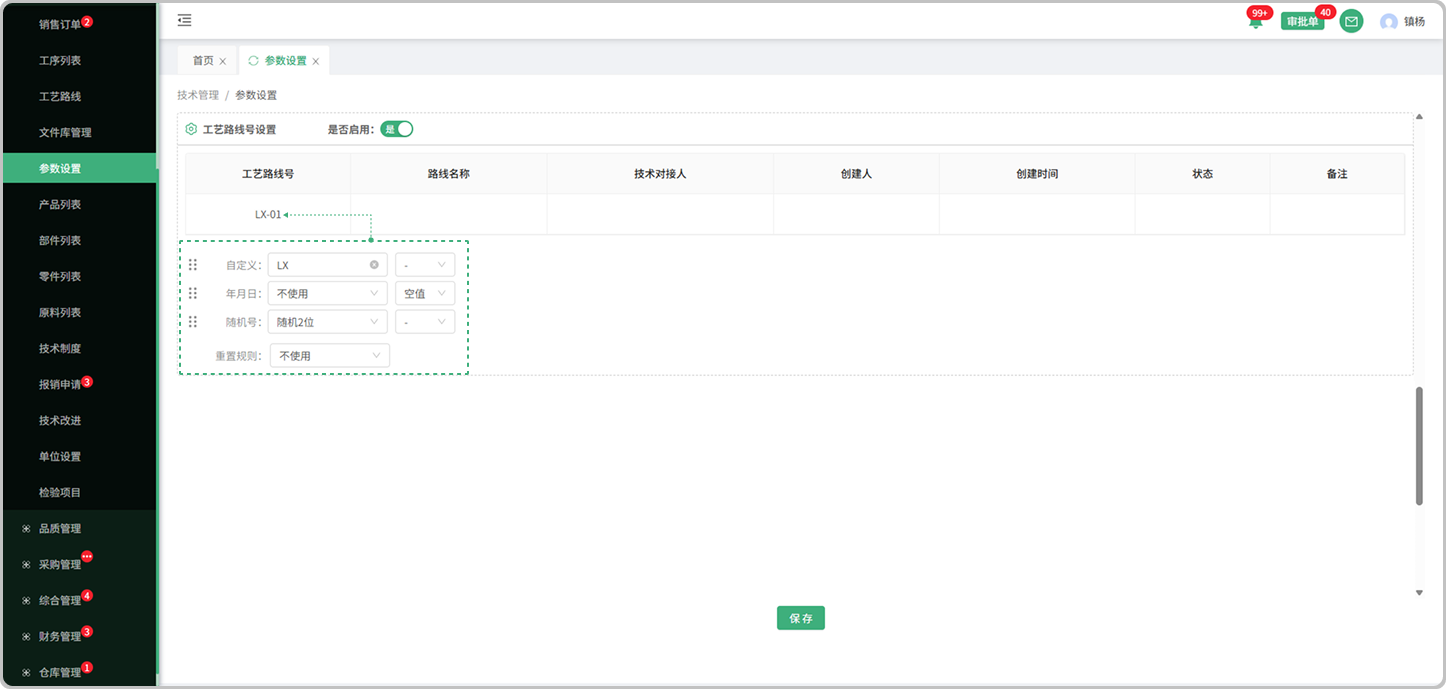 销售订单 2
工序列表
工艺路线
文件库管理
参数设置
产品列表
部件列表
零件列表
原料列表
技术制度
报销申请 3
技术改进
单位设置
检验项目
品质管理
采购管理 •••
综合管理 4
财务管理 3
仓库管理 1
99+ 审批单 40 镇杨
首页 × 参数设置 ×
技术管理 / 参数设置
工艺路线号设置 是否启用： 是
工艺路线号 路线名称 技术对接人 创建人 创建时间 状态 备注
LX-01
自定义： LX -
年月日： 不使用 空值
随机号： 随机2位 -
重置规则： 不使用
保存